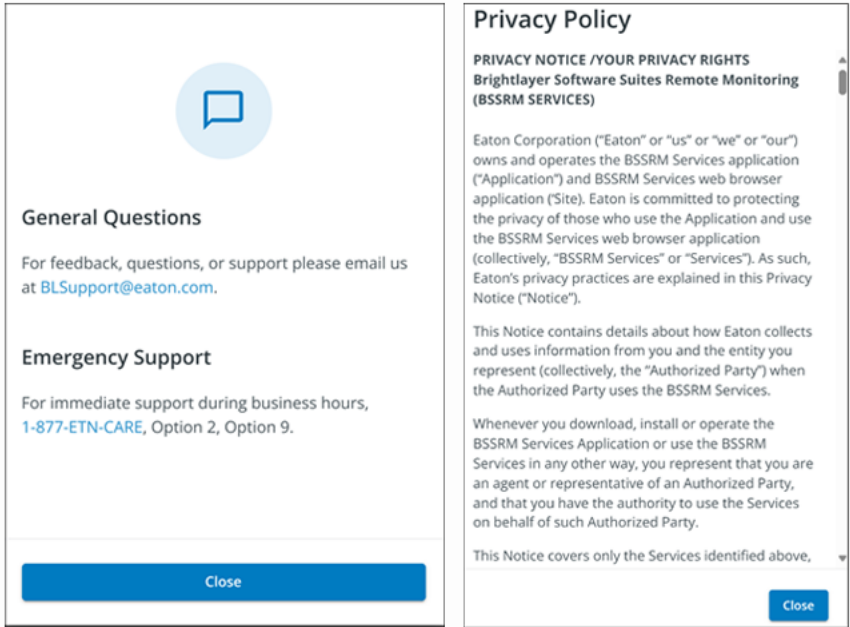 General Questions
For feedback, questions, or support please email us
at BLSupport@eaton.com.
Emergency Support
For immediate support during business hours,
1-877-ETN-CARE, Option 2, Option 9.
Close
Privacy Policy
PRIVACY NOTICE /YOUR PRIVACY RIGHTS
Brightlayer Software Suites Remote Monitoring
(BSSRM SERVICES)
Eaton Corporation (“Eaton” or “us” or “we” or “our”)
owns and operates the BSSRM Services application
(“Application”) and BSSRM Services web browser
application (‘Site). Eaton is committed to protecting
the privacy of those who use the Application and use
the BSSRM Services web browser application
(collectively, “BSSRM Services” or “Services”). As such,
Eaton’s privacy practices are explained in this Privacy
Notice (“Notice”).
This Notice contains details about how Eaton collects
and uses information from you and the entity you
represent (collectively, the “Authorized Party”) when
the Authorized Party uses the BSSRM Services.
Whenever you download, install or operate the
BSSRM Services Application or use the BSSRM
Services in any other way, you represent that you are
an agent or representative of an Authorized Party,
and that you have the authority to use the Services
on behalf of such Authorized Party.
This Notice covers only the Services identified above,
Close